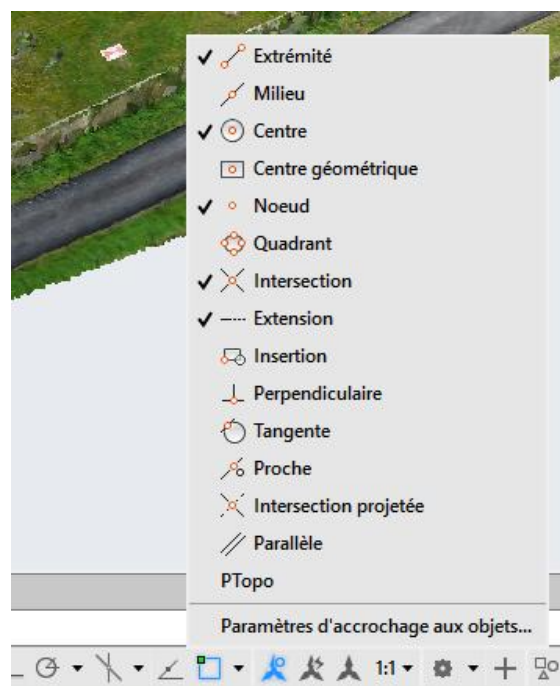 Extrémité
Milieu
Centre
Centre géométrique
Noeud
Quadrant
Intersection
Extension
Insertion
Perpendiculaire
Tangente
Proche
Intersection projetée
Parallèle
PTopo
Paramètres d'accrochage aux objets...
1:1